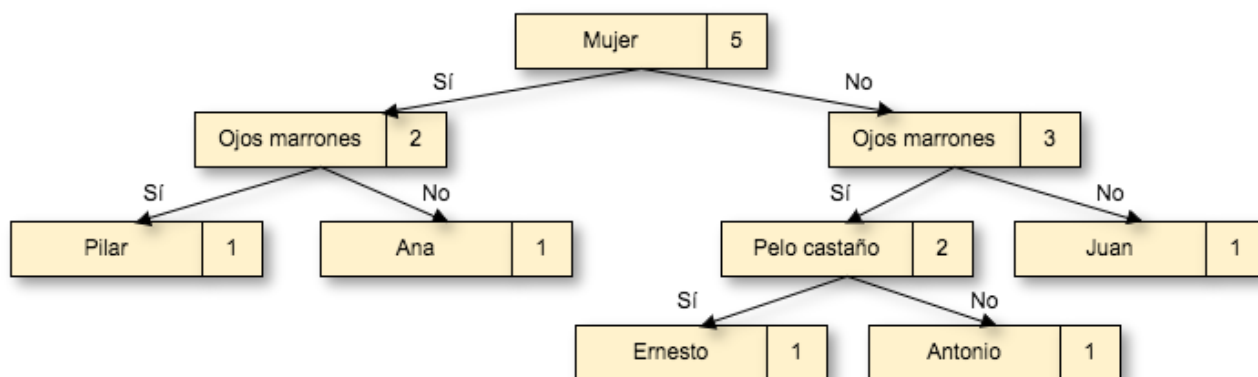 Mujer 5
Sí No
Ojos marrones 2 Ojos marrones 3
Sí No Sí No
Pilar 1 Ana 1 Pelo castaño 2 Juan 1
Sí No
Ernesto 1 Antonio 1